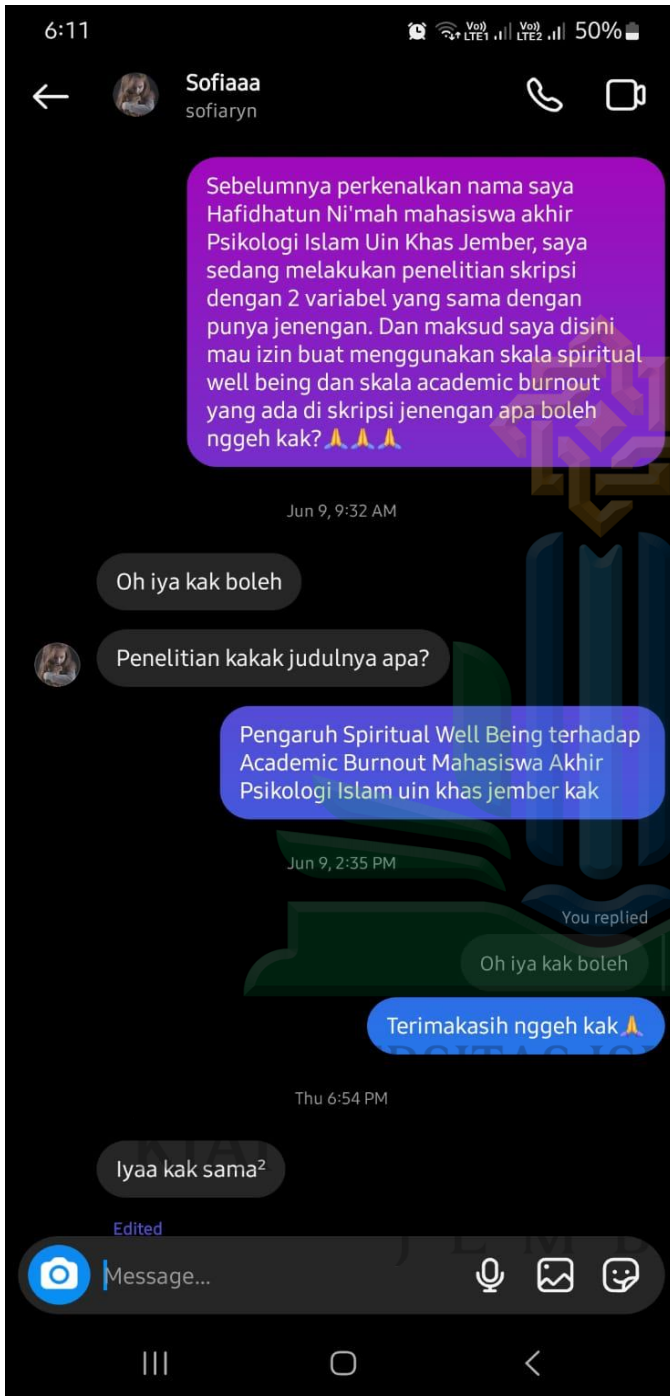 6:11
Vo)) LTE1 Vo)) LTE2 50%
Sofiaaa
sofiaryn
Sebelumnya perkenalkan nama saya
Hafidhatun Ni'mah mahasiswa akhir
Psikologi Islam Uin Khas Jember, saya
sedang melakukan penelitian skripsi
dengan 2 variabel yang sama dengan
punya jenengan. Dan maksud saya disini
mau izin buat menggunakan skala spiritual
well being dan skala academic burnout
yang ada di skripsi jenengan apa boleh
nggeh kak?🙏🙏🙏
Jun 9, 9:32 AM
Oh iya kak boleh
Penelitian kakak judulnya apa?
Pengaruh Spiritual Well Being terhadap
Academic Burnout Mahasiswa Akhir
Psikologi Islam uin khas jember kak
Jun 9, 2:35 PM
You replied
Oh iya kak boleh
Terimakasih nggeh kak🙏
Thu 6:54 PM
Iyaa kak sama²
Edited
Message...